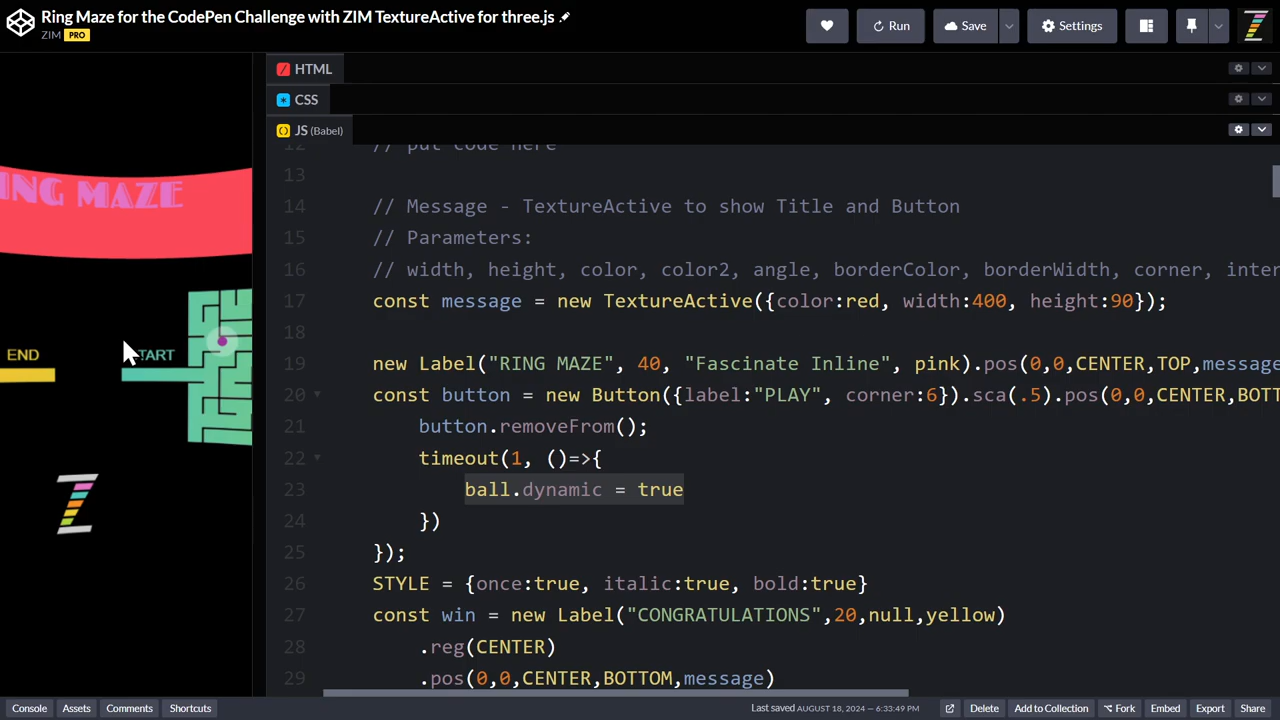 Ring Maze for the CodePen Challenge with ZIM TextureActive for three.js
ZIM PRO
Run
Save
Settings
HTML
CSS
JS (Babel)
RING MAZE
END
START
12 // put code here
13
14 // Message - TextureActive to show Title and Button
15 // Parameters:
16 // width, height, color, color2, angle, borderColor, borderWidth, corner, inter
17 const message = new TextureActive({color:red, width:400, height:90});
18
19 new Label("RING MAZE", 40, "Fascinate Inline", pink).pos(0,0,CENTER,TOP,message
20 const button = new Button({label:"PLAY", corner:6}).sca(.5).pos(0,0,CENTER,BOTT
21 button.removeFrom();
22 timeout(1, ()=>{
23 ball.dynamic = true
24 })
25 });
26 STYLE = {once:true, italic:true, bold:true}
27 const win = new Label("CONGRATULATIONS",20,null,yellow)
28 .reg(CENTER)
29 .pos(0,0,CENTER,BOTTOM,message)
Console Assets Comments Shortcuts Last saved AUGUST 18, 2024 — 6:33:49 PM Delete Add to Collection Fork Embed Export Share